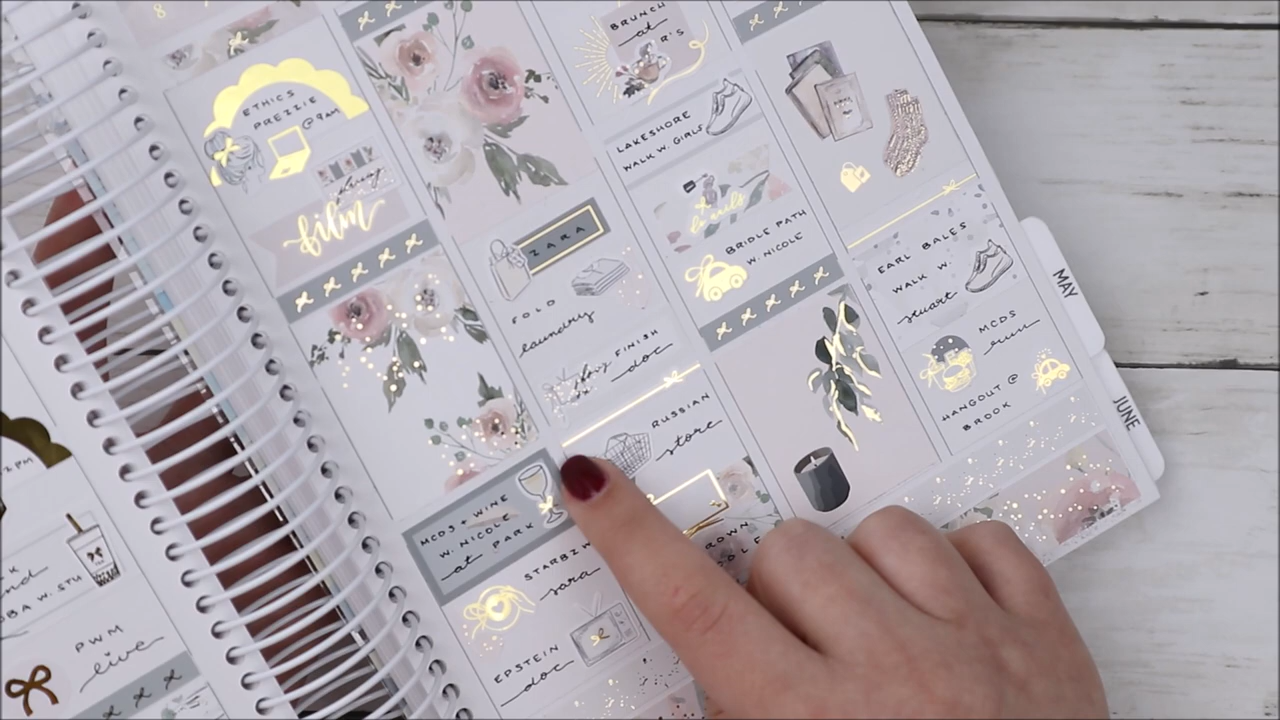 ETHICS
PREZZIE
@ 9AM
film
ZARA
FOLD
laundry
FINISH
doc
RUSSIAN
store
MCDS + WINE
W. NICOLE
at PARK
STARBZ W.
sara
EPSTEIN
doc
BRUNCH
at
R'S
LAKESHORE
WALK W. GIRLS
BRIDLE PATH
W. NICOLE
EARL BALES
WALK W.
stuart
MCDS
run
HANGOUT @
BROOK
MAY
JUNE
PWM
live